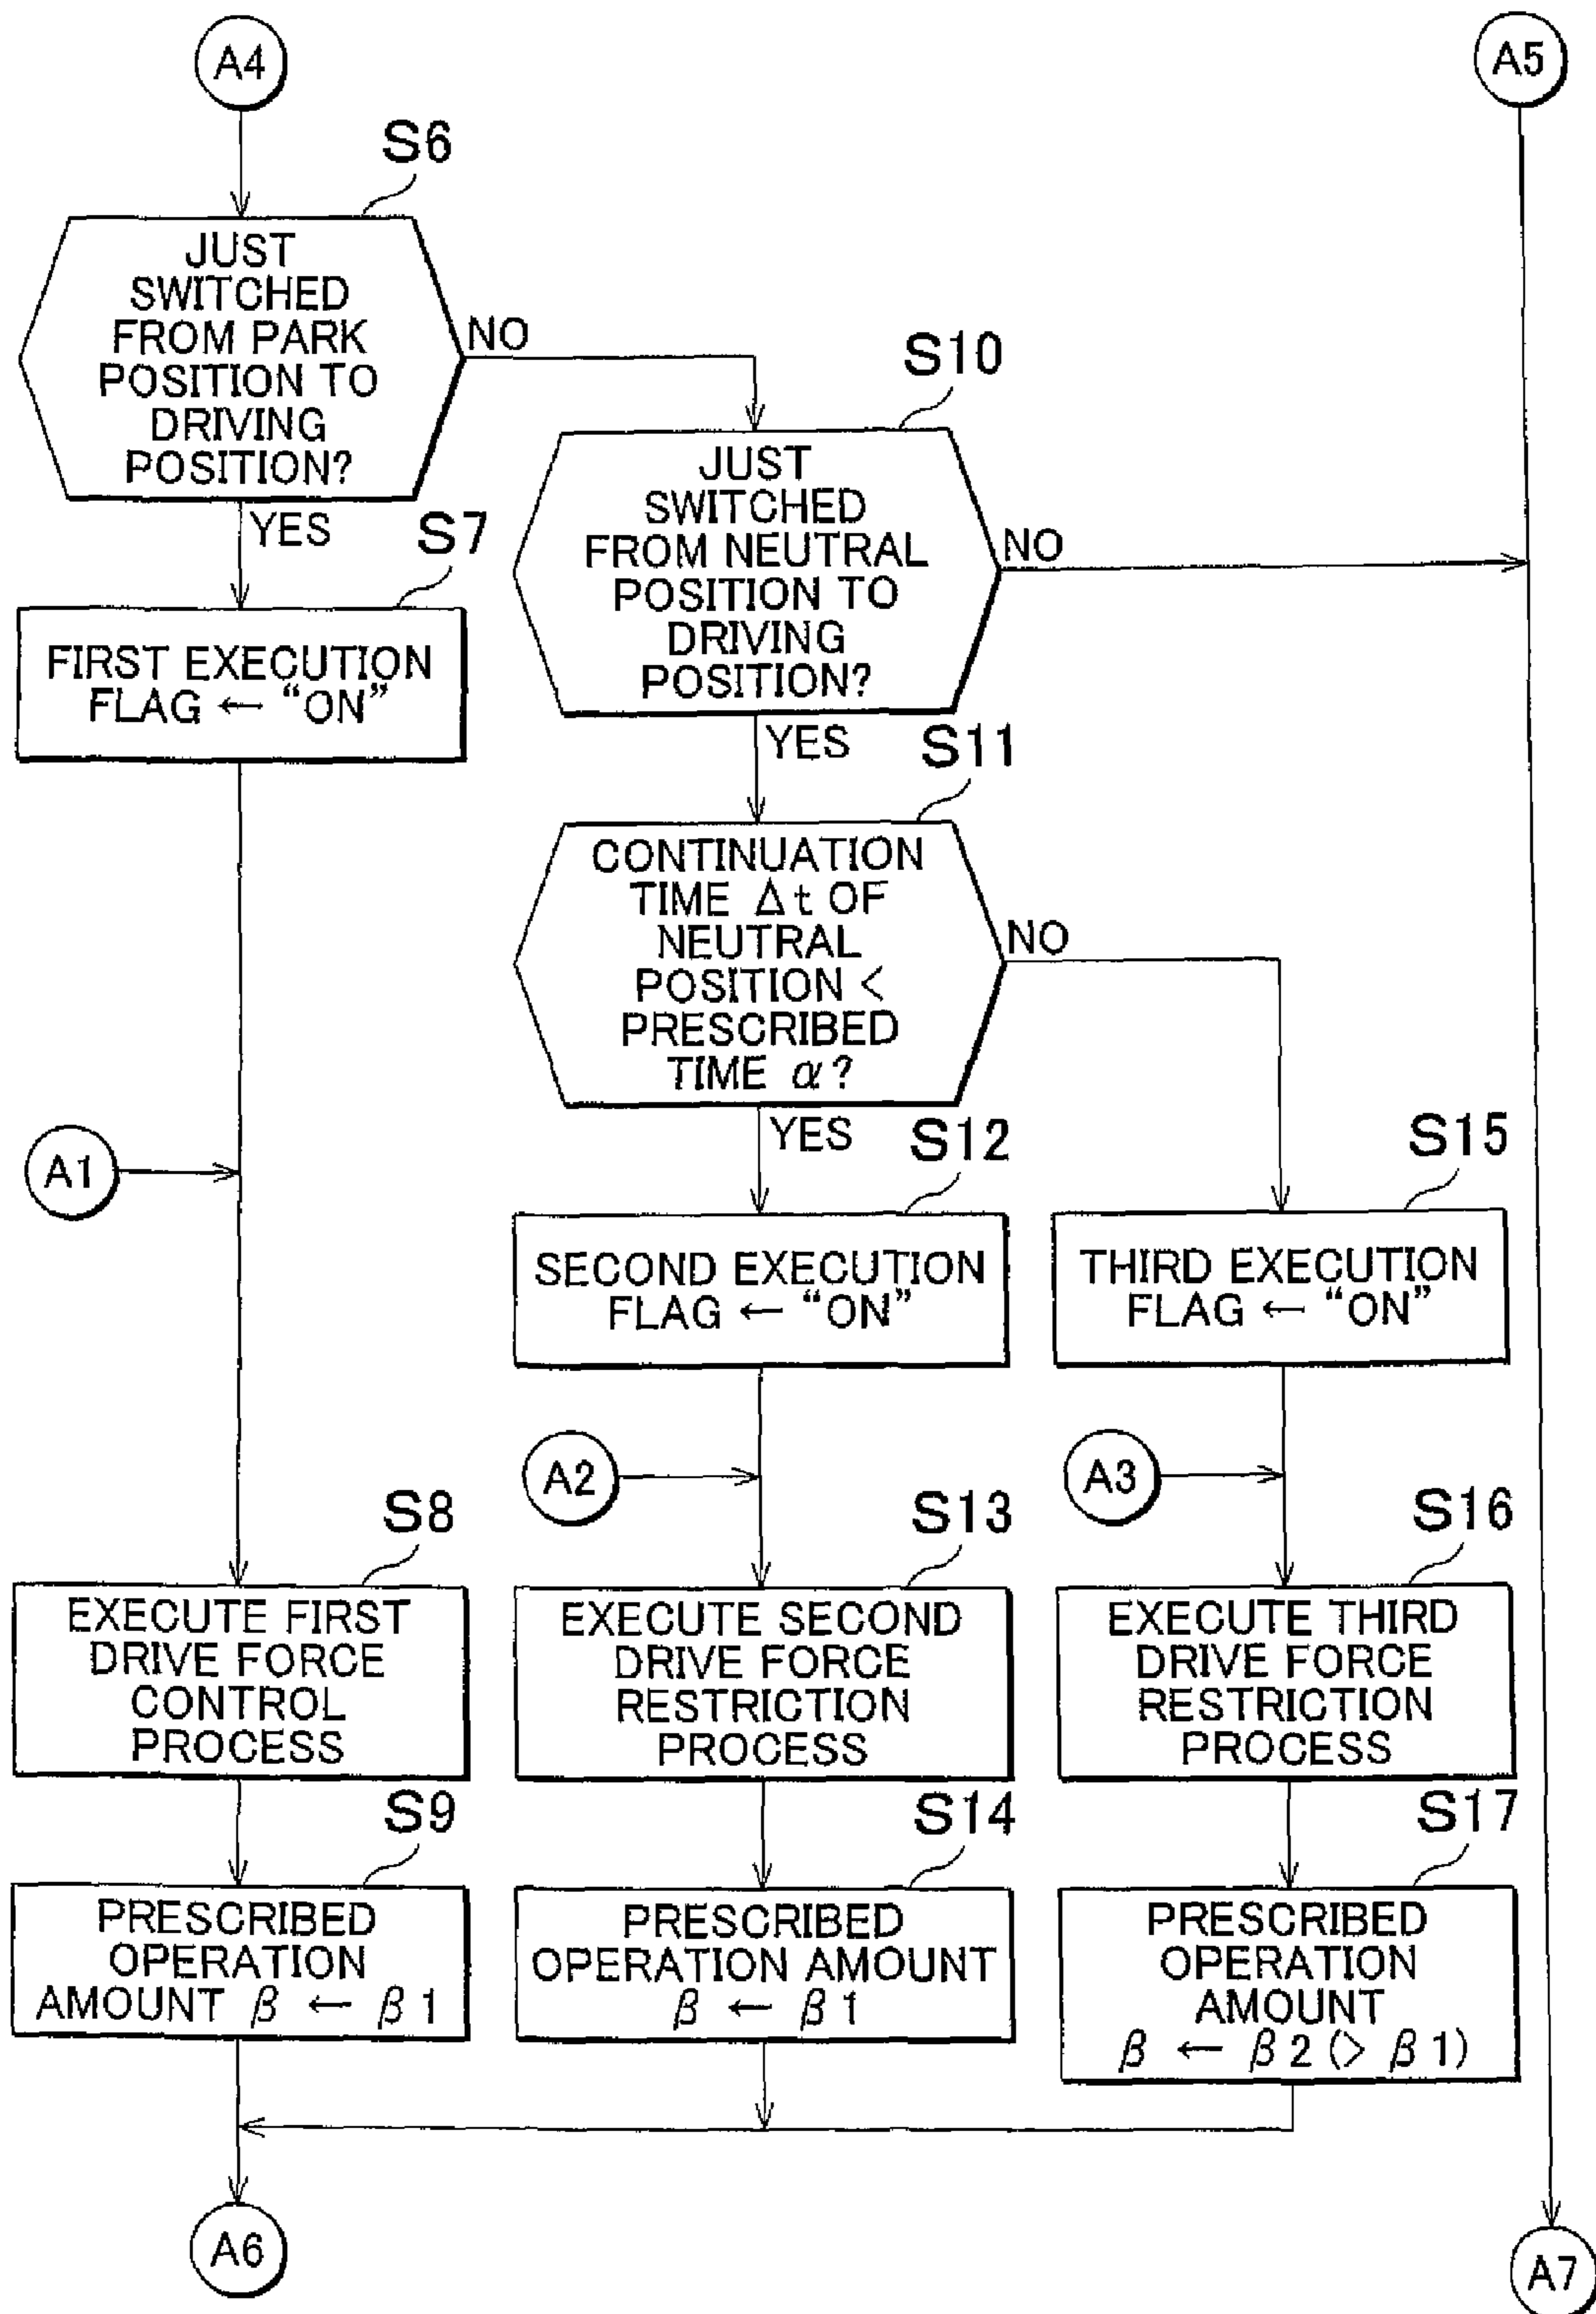 A4
A5
S6
JUST
SWITCHED
FROM PARK
POSITION TO
DRIVING
POSITION?
NO
YES
S7
FIRST EXECUTION
FLAG ← “ON”
S10
JUST
SWITCHED
FROM NEUTRAL
POSITION TO
DRIVING
POSITION?
NO
YES
S11
CONTINUATION
TIME Δt OF
NEUTRAL
POSITION <
PRESCRIBED
TIME α?
NO
YES
A1
S12
SECOND EXECUTION
FLAG ← “ON”
S15
THIRD EXECUTION
FLAG ← “ON”
A2
A3
S8
EXECUTE FIRST
DRIVE FORCE
CONTROL
PROCESS
S13
EXECUTE SECOND
DRIVE FORCE
RESTRICTION
PROCESS
S16
EXECUTE THIRD
DRIVE FORCE
RESTRICTION
PROCESS
S9
PRESCRIBED
OPERATION
AMOUNT β ← β1
S14
PRESCRIBED
OPERATION AMOUNT
β ← β1
S17
PRESCRIBED
OPERATION
AMOUNT
β ← β2 (> β1)
A6
A7